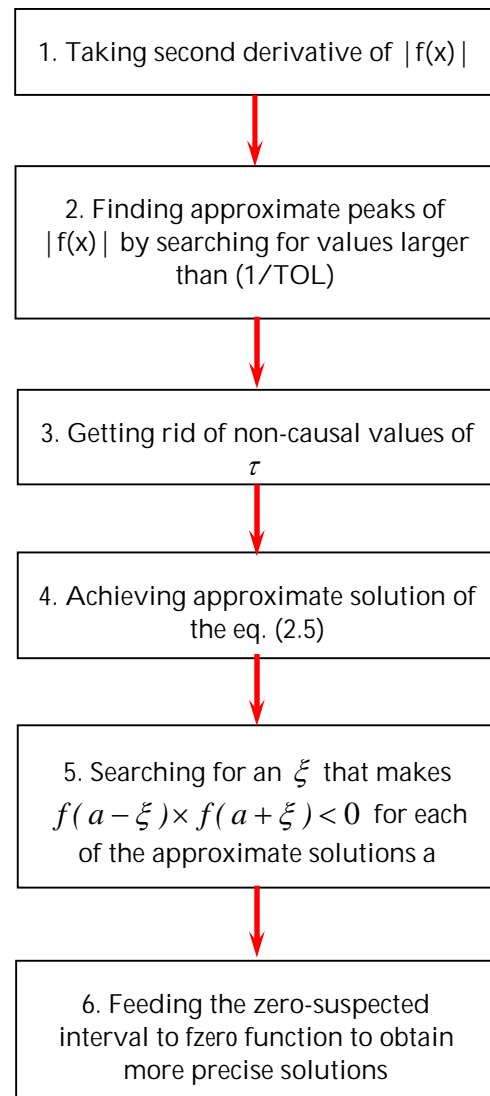 1. Taking second derivative of |f(x)|
2. Finding approximate peaks of
|f(x)| by searching for values larger
than (1/TOL)
3. Getting rid of non-causal values of
τ
4. Achieving approximate solution of
the eq. (2.5)
5. Searching for an ξ that makes
f(a − ξ) × f(a + ξ) < 0 for each
of the approximate solutions a
6. Feeding the zero-suspected
interval to fzero function to obtain
more precise solutions